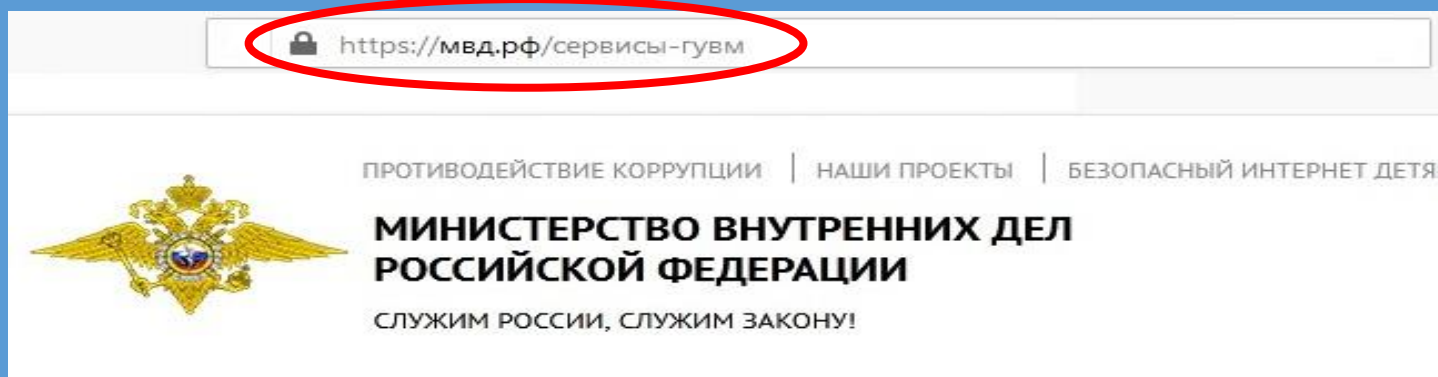 https://мвд.рф/сервисы-гувм
ПРОТИВОДЕЙСТВИЕ КОРРУПЦИИ | НАШИ ПРОЕКТЫ | БЕЗОПАСНЫЙ ИНТЕРНЕТ ДЕТЯ
МИНИСТЕРСТВО ВНУТРЕННИХ ДЕЛ
РОССИЙСКОЙ ФЕДЕРАЦИИ
СЛУЖИМ РОССИИ, СЛУЖИМ ЗАКОНУ!